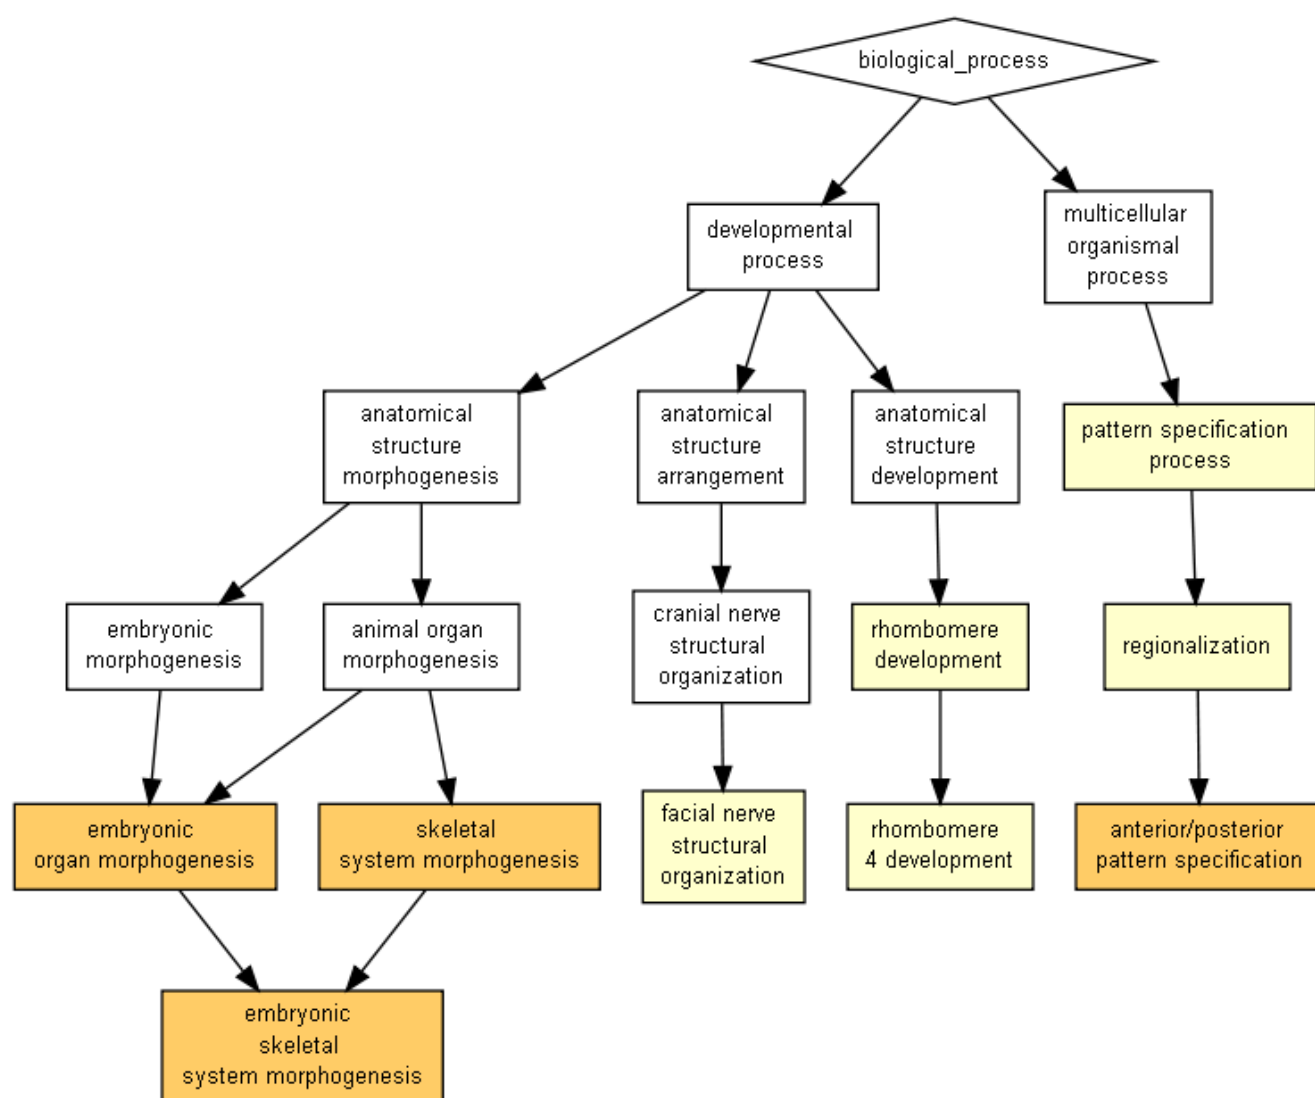 biological_process
developmental
process
multicellular
organismal
process
anatomical
structure
morphogenesis
anatomical
structure
arrangement
anatomical
structure
development
pattern specification
process
embryonic
morphogenesis
animal organ
morphogenesis
cranial nerve
structural
organization
rhombomere
development
regionalization
embryonic
organ morphogenesis
skeletal
system morphogenesis
facial nerve
structural
organization
rhombomere
4 development
anterior/posterior
pattern specification
embryonic
skeletal
system morphogenesis